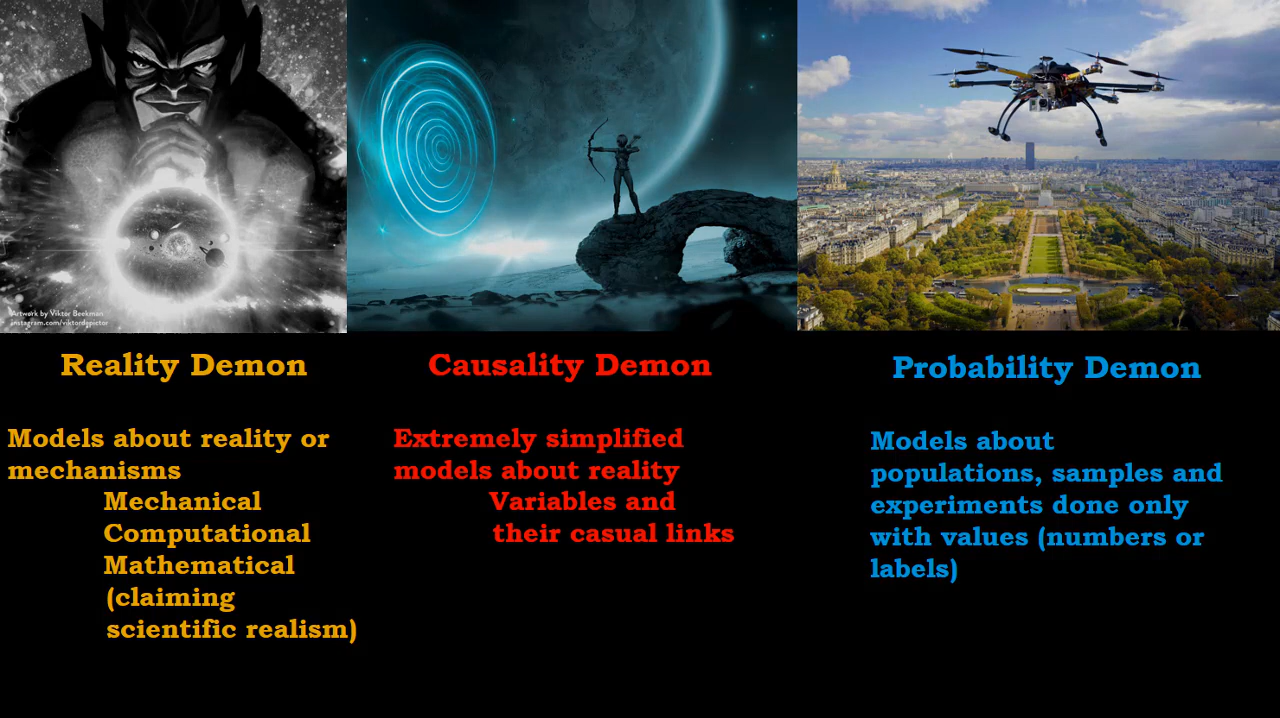 Artwork by Viktor Beekman
instagram.com/viktordepictor
Reality Demon
Models about reality or
mechanisms
Mechanical
Computational
Mathematical
(claiming
scientific realism)
Causality Demon
Extremely simplified
models about reality
Variables and
their casual links
Probability Demon
Models about
populations, samples and
experiments done only
with values (numbers or
labels)